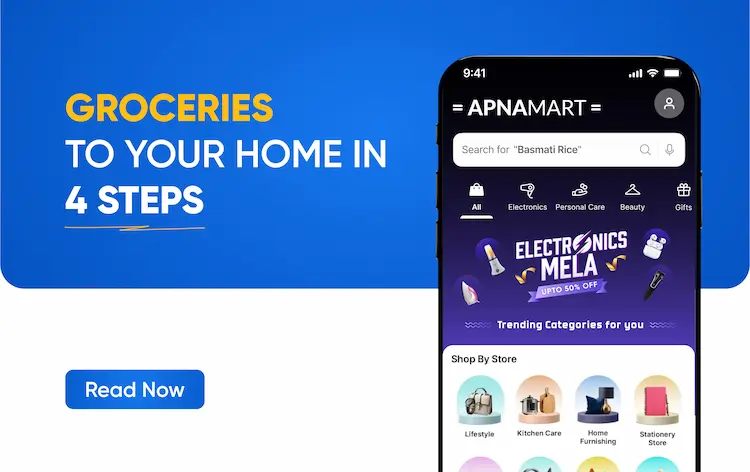 GROCERIES
TO YOUR HOME IN
4 STEPS
Read Now
9:41
APNAMART
Search for "Basmati Rice"
All Electronics Personal Care Beauty Gifts
ELECTRONICS
MELA
UPTO 50% OFF
Trending Categories for you
Shop By Store
Lifestyle Kitchen Care Home Stationery
Furnishing Store